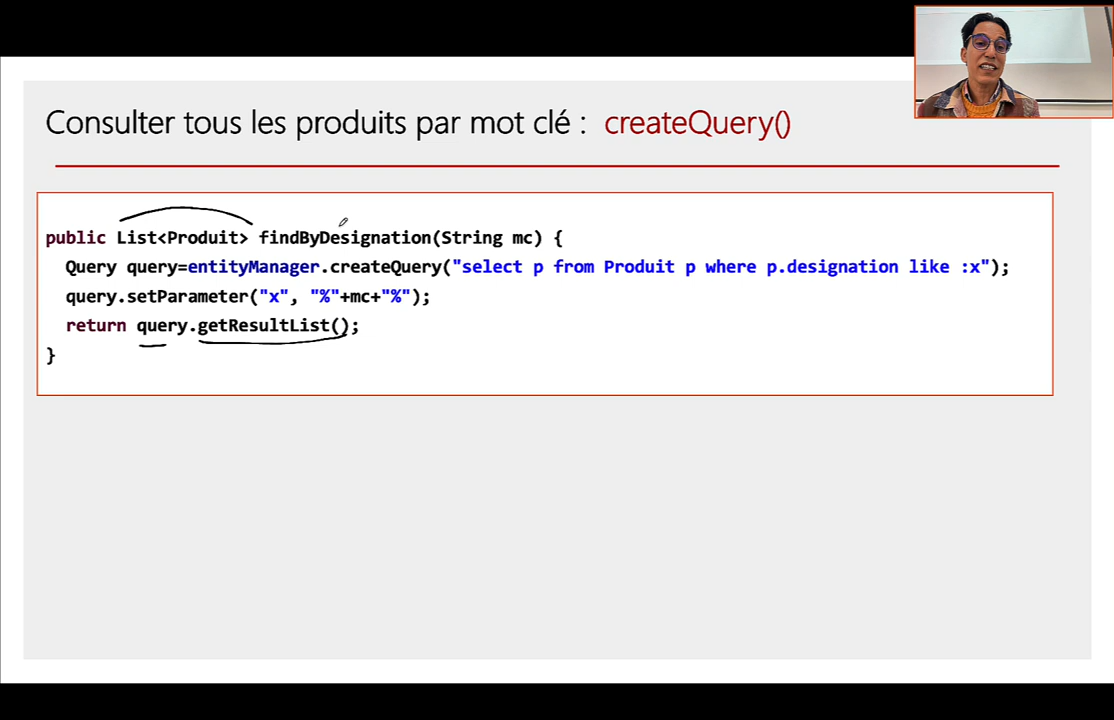 Consulter tous les produits par mot clé : createQuery()
public List<Produit> findByDesignation(String mc) {
Query query=entityManager.createQuery("select p from Produit p where p.designation like :x");
query.setParameter("x", "%"+mc+"%");
return query.getResultList();
}